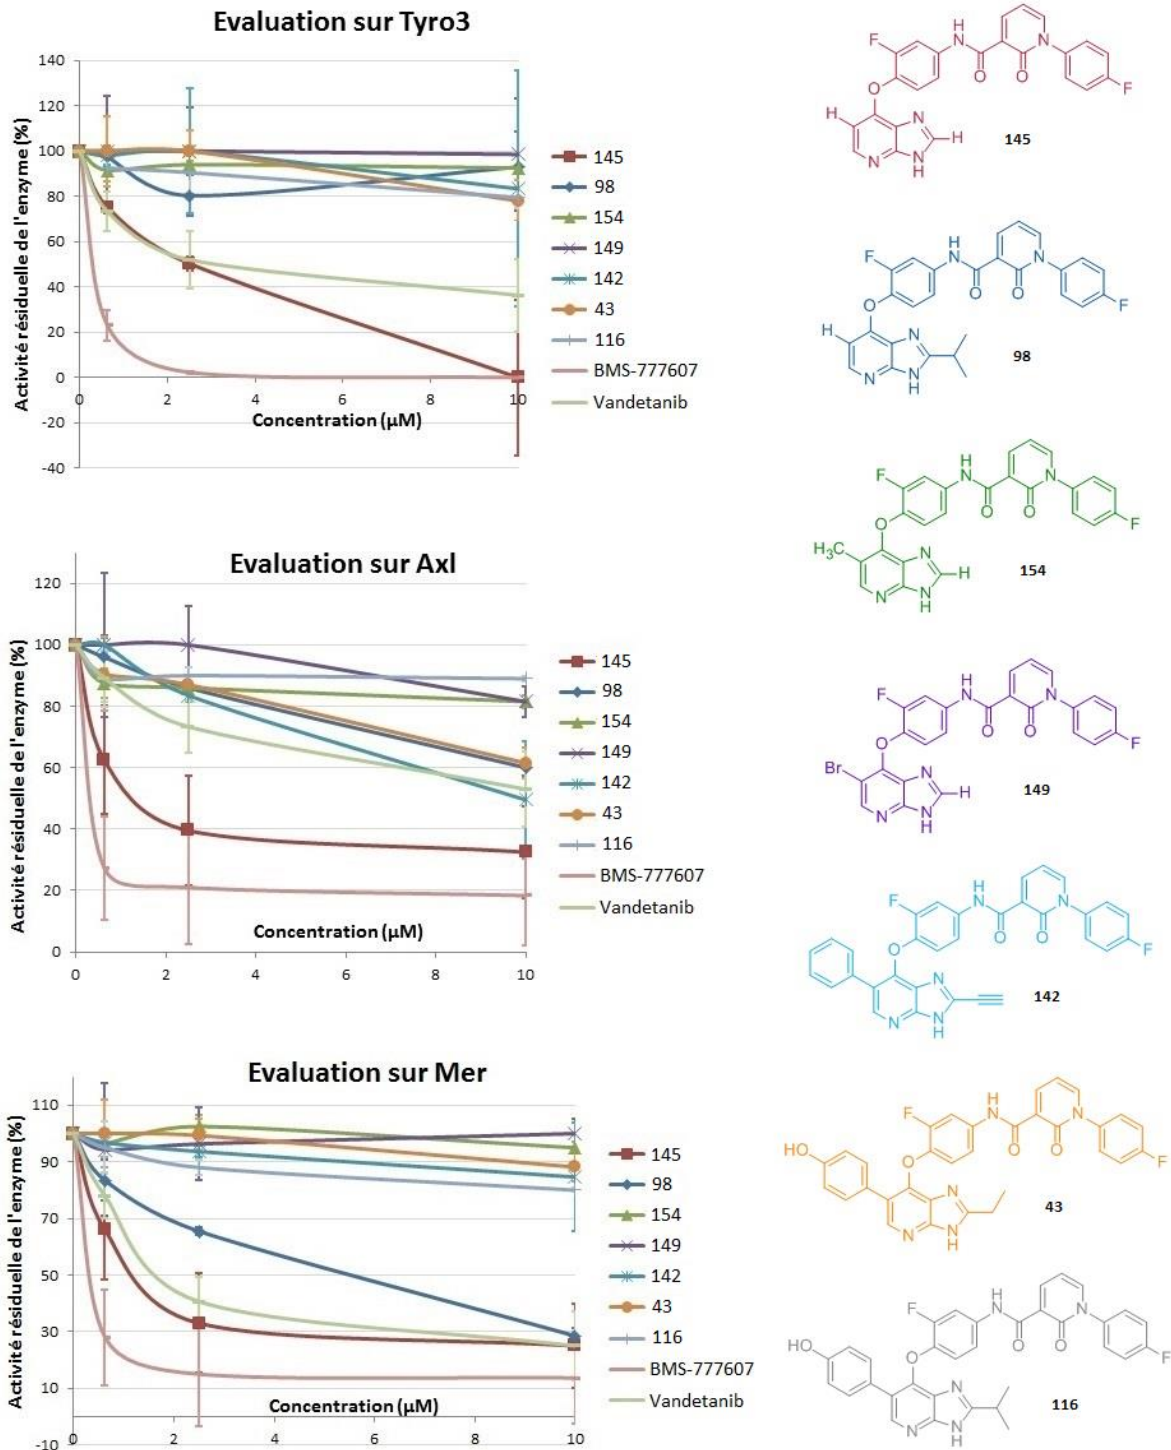 Evaluation sur Tyro3
Activité résiduelle de l'enzyme (%)
140
120
100
80
60
40
20
0
-20
-40
0
2
4
6
8
10
Concentration (µM)
145
98
154
149
142
43
116
BMS-777607
Vandetanib
Evaluation sur Axl
Activité résiduelle de l'enzyme (%)
120
100
80
60
40
20
0
0
2
4
6
8
10
Concentration (µM)
145
98
154
149
142
43
116
BMS-777607
Vandetanib
Evaluation sur Mer
Activité résiduelle de l'enzyme (%)
110
90
70
50
30
10
-10
0
2
4
6
8
10
Concentration (µM)
145
98
154
149
142
43
116
BMS-777607
Vandetanib
F
H
N
N
O
O
F
O
H
N
H
N
N
H
145
F
H
N
N
O
O
F
O
H
N
N
N
H
98
F
H
N
N
O
O
F
O
H₃C
N
H
N
N
H
154
F
H
N
N
O
O
F
O
Br
N
H
N
N
H
149
F
H
N
N
O
O
F
O
N
N
N
H
142
F
H
N
N
O
O
F
HO
O
N
N
N
H
43
F
H
N
N
O
O
F
HO
O
N
N
N
H
116